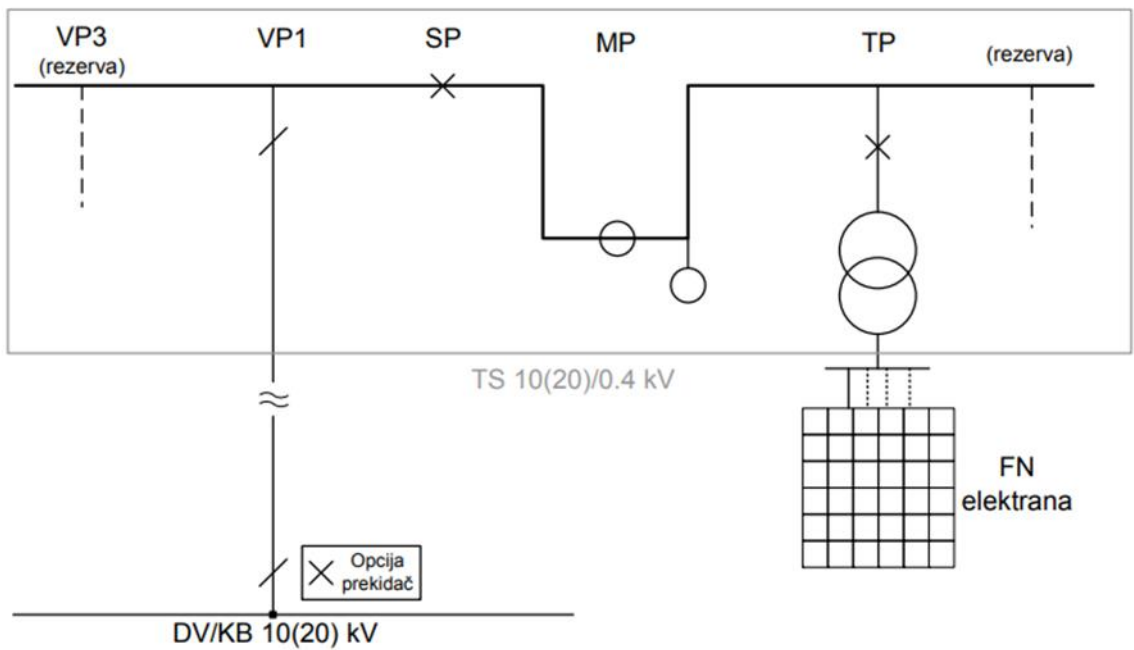 VP3
(rezerva)
VP1
SP
MP
TP
(rezerva)
TS 10(20)/0.4 kV
FN
elektrana
Opcija
prekidač
DV/KB 10(20) kV